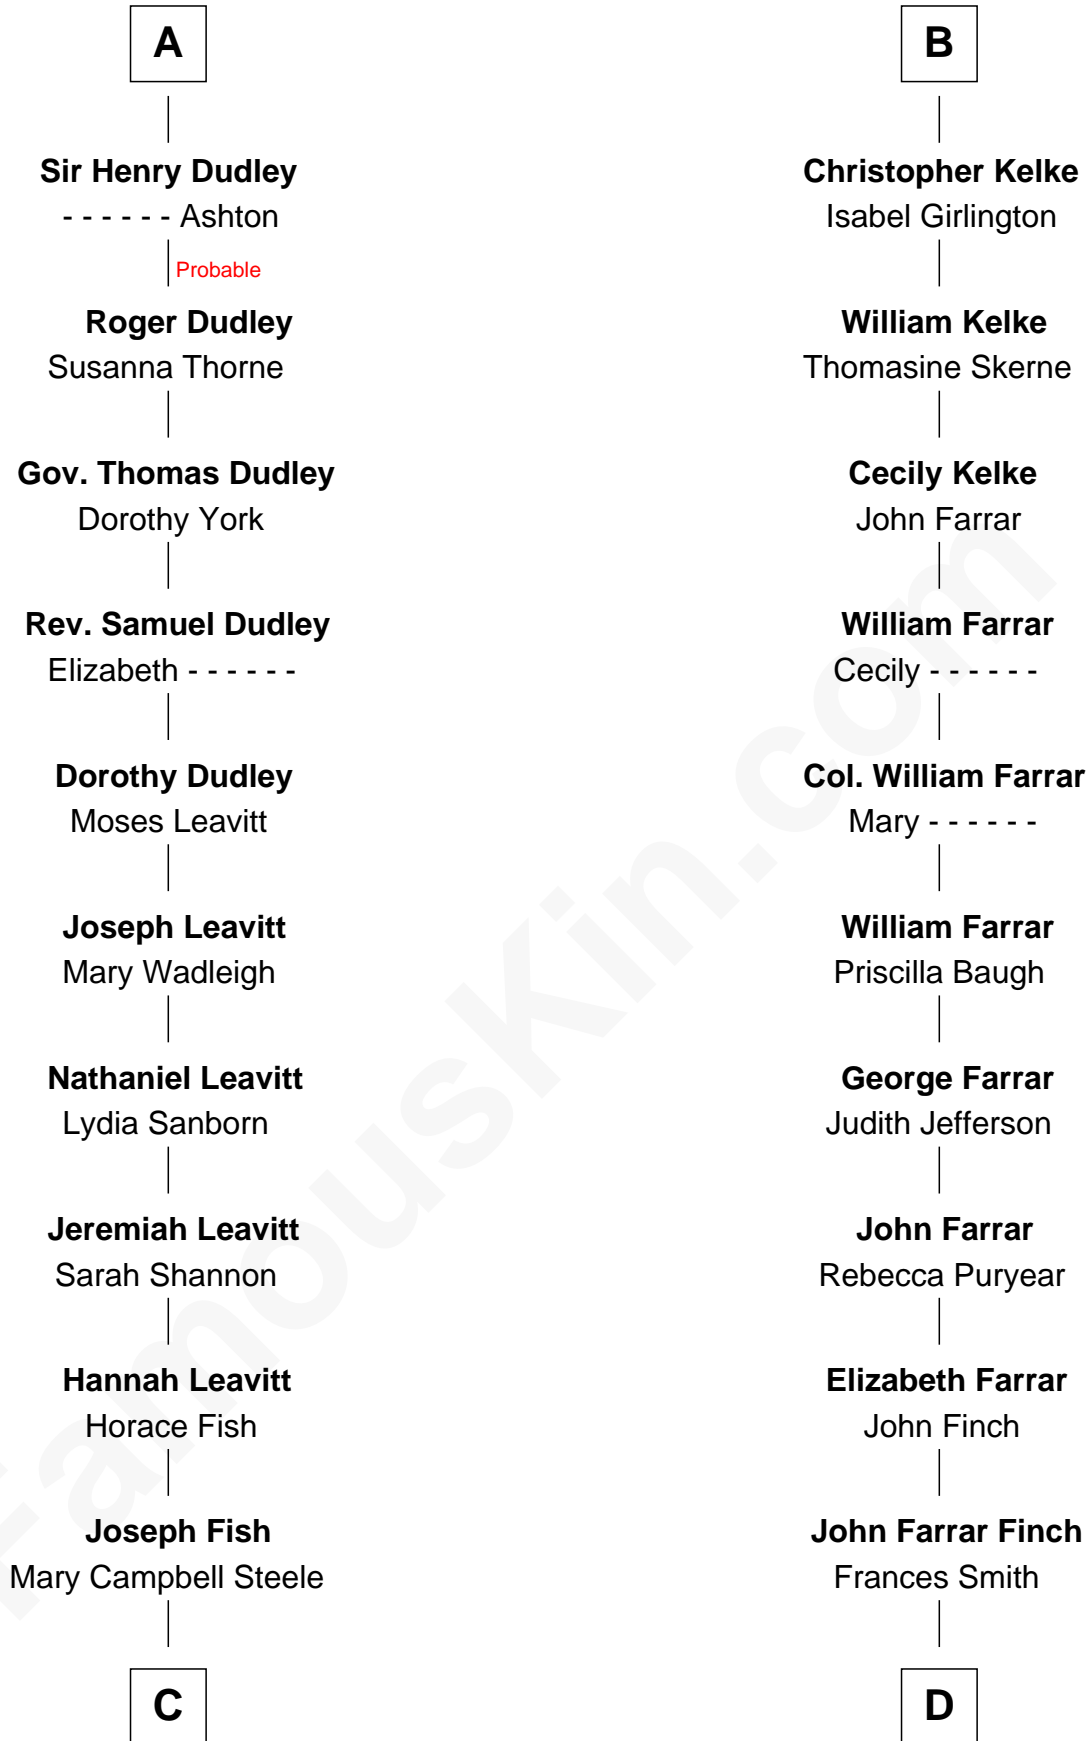 A
Sir Henry Dudley
- - - - - - Ashton
Probable
Roger Dudley
Susanna Thorne
Gov. Thomas Dudley
Dorothy York
Rev. Samuel Dudley
Elizabeth - - - - - -
Dorothy Dudley
Moses Leavitt
Joseph Leavitt
Mary Wadleigh
Nathaniel Leavitt
Lydia Sanborn
Jeremiah Leavitt
Sarah Shannon
Hannah Leavitt
Horace Fish
Joseph Fish
Mary Campbell Steele
C
B
Christopher Kelke
Isabel Girlington
William Kelke
Thomasine Skerne
Cecily Kelke
John Farrar
William Farrar
Cecily - - - - - -
Col. William Farrar
Mary - - - - - -
William Farrar
Priscilla Baugh
George Farrar
Judith Jefferson
John Farrar
Rebecca Puryear
Elizabeth Farrar
John Finch
John Farrar Finch
Frances Smith
D
FamousKin.com